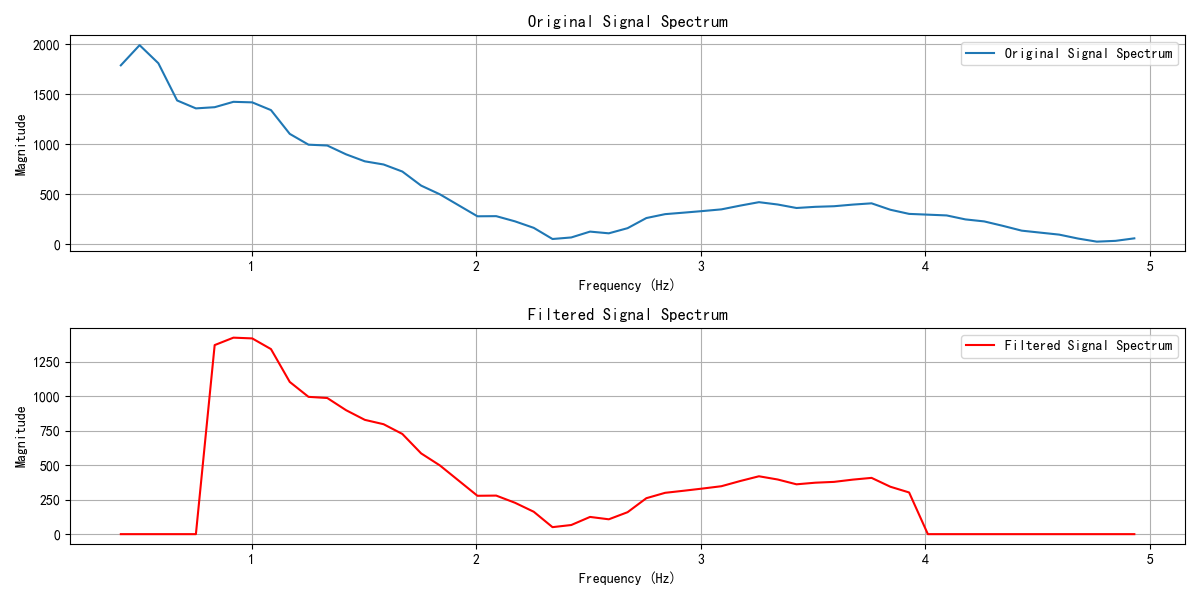 Original Signal Spectrum
Original Signal Spectrum
2000
1500
1000
500
0
Magnitude
1 2 3 4 5
Frequency (Hz)
Filtered Signal Spectrum
Filtered Signal Spectrum
1250
1000
750
500
250
0
Magnitude
1 2 3 4 5
Frequency (Hz)